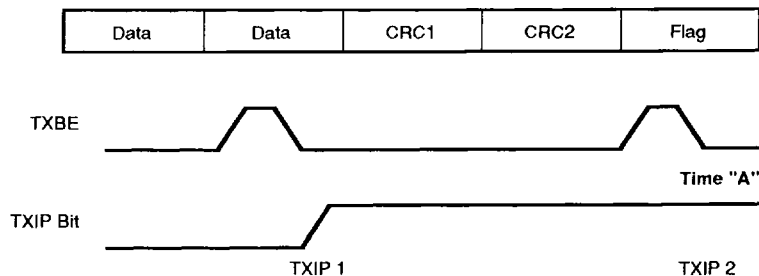 Data Data CRC1 CRC2 Flag
TXBE
Time "A"
TXIP Bit
TXIP 1 TXIP 2